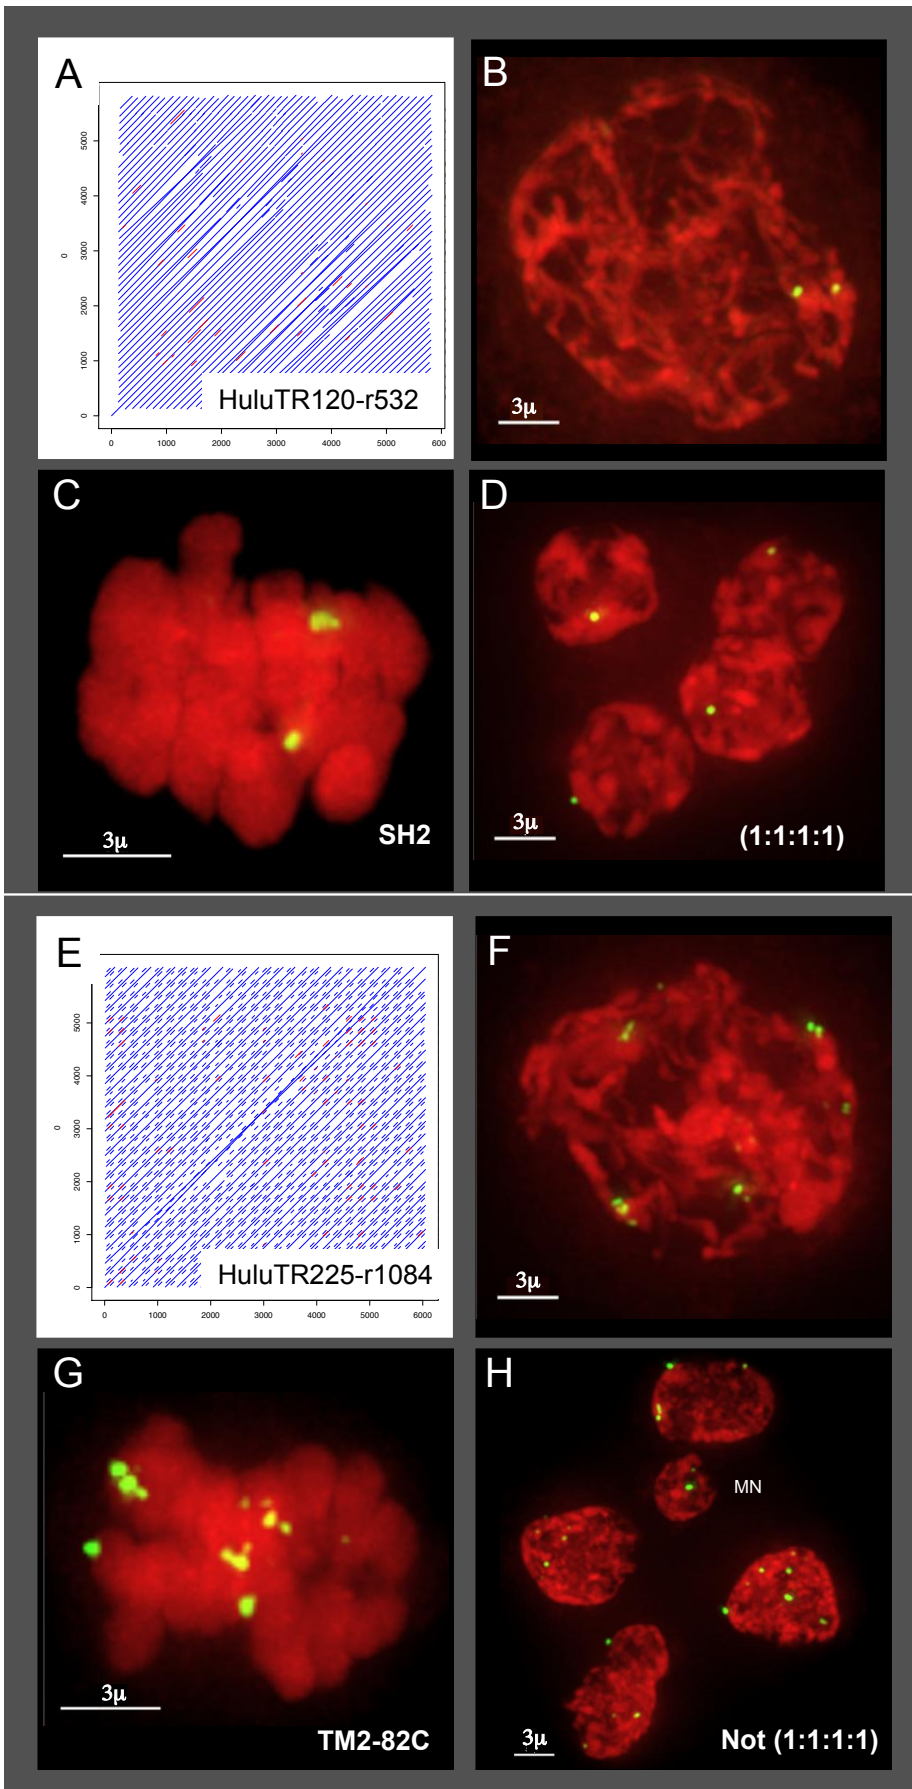 A
0
1000
2000
3000
4000
5000
0
0 1000 2000 3000 4000 5000 600
HuluTR120-r532
B
3μ
C
3μ
SH2
D
3μ
(1:1:1:1)
E
0
1000
2000
3000
4000
5000
0
0 1000 2000 3000 4000 5000 6000
HuluTR225-r1084
F
3μ
G
3μ
TM2-82C
H
MN
3μ
Not (1:1:1:1)